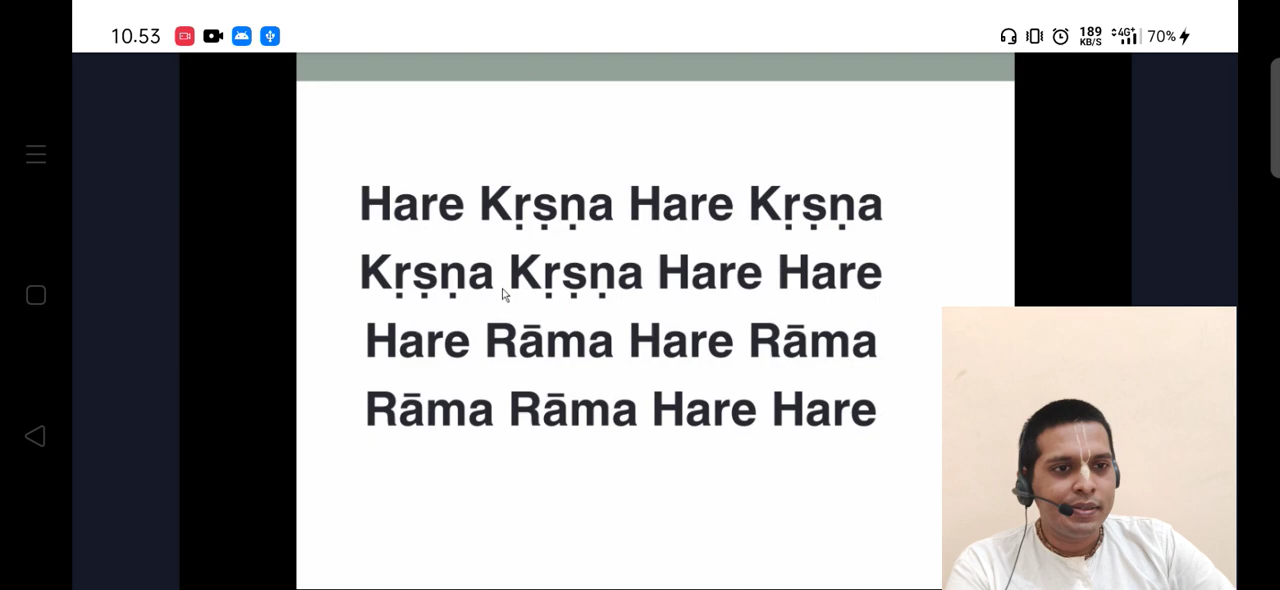 10.53
189
KB/S
4G+
70%
Hare Kṛṣṇa Hare Kṛṣṇa
Kṛṣṇa Kṛṣṇa Hare Hare
Hare Rāma Hare Rāma
Rāma Rāma Hare Hare